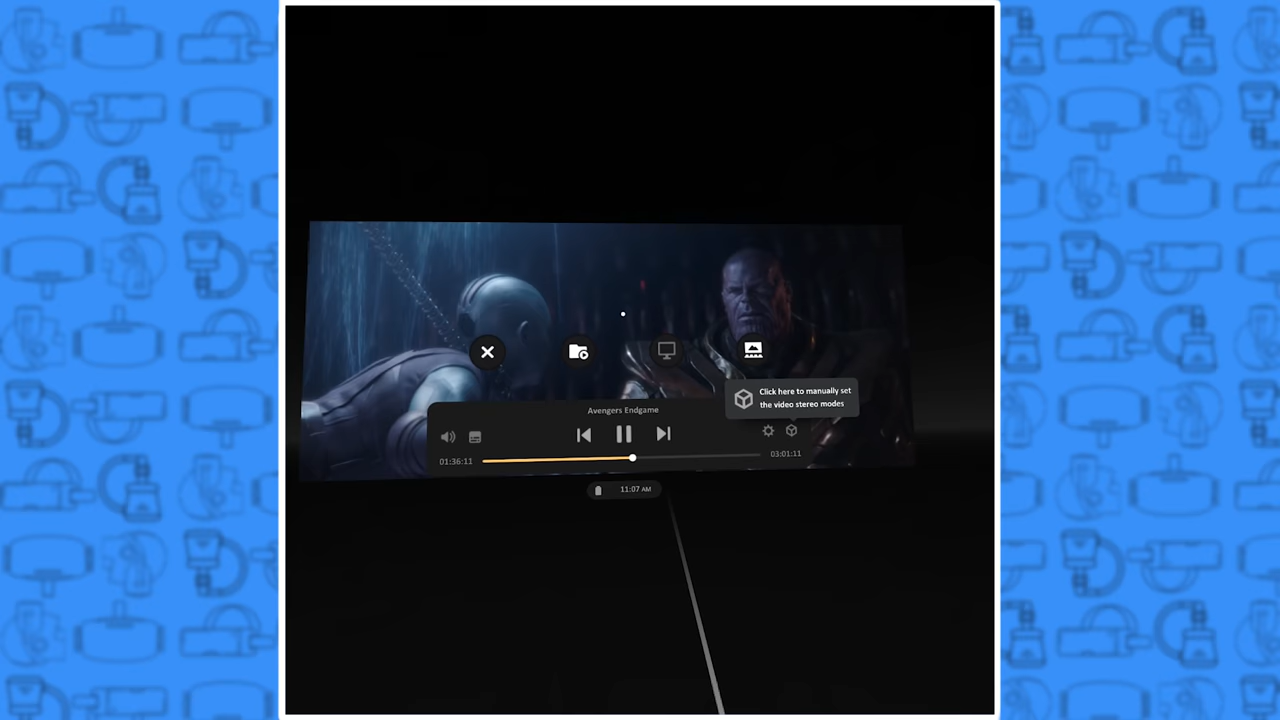 Click here to manually set
the video stereo modes
Avengers Endgame
01:36:11
03:01:11
11:07 AM